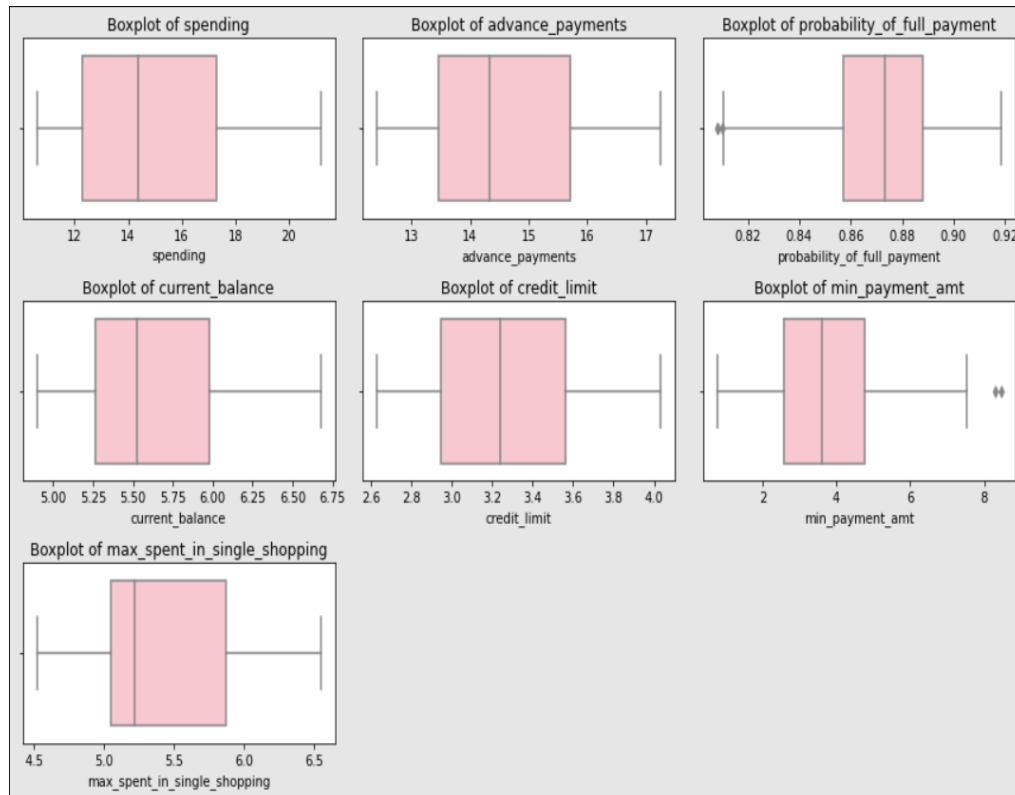 Boxplot of spending
12 14 16 18 20
spending
Boxplot of advance_payments
13 14 15 16 17
advance_payments
Boxplot of probability_of_full_payment
0.82 0.84 0.86 0.88 0.90 0.92
probability_of_full_payment
Boxplot of current_balance
5.00 5.25 5.50 5.75 6.00 6.25 6.50 6.75
current_balance
Boxplot of credit_limit
2.6 2.8 3.0 3.2 3.4 3.6 3.8 4.0
credit_limit
Boxplot of min_payment_amt
2 4 6 8
min_payment_amt
Boxplot of max_spent_in_single_shopping
4.5 5.0 5.5 6.0 6.5
max_spent_in_single_shopping